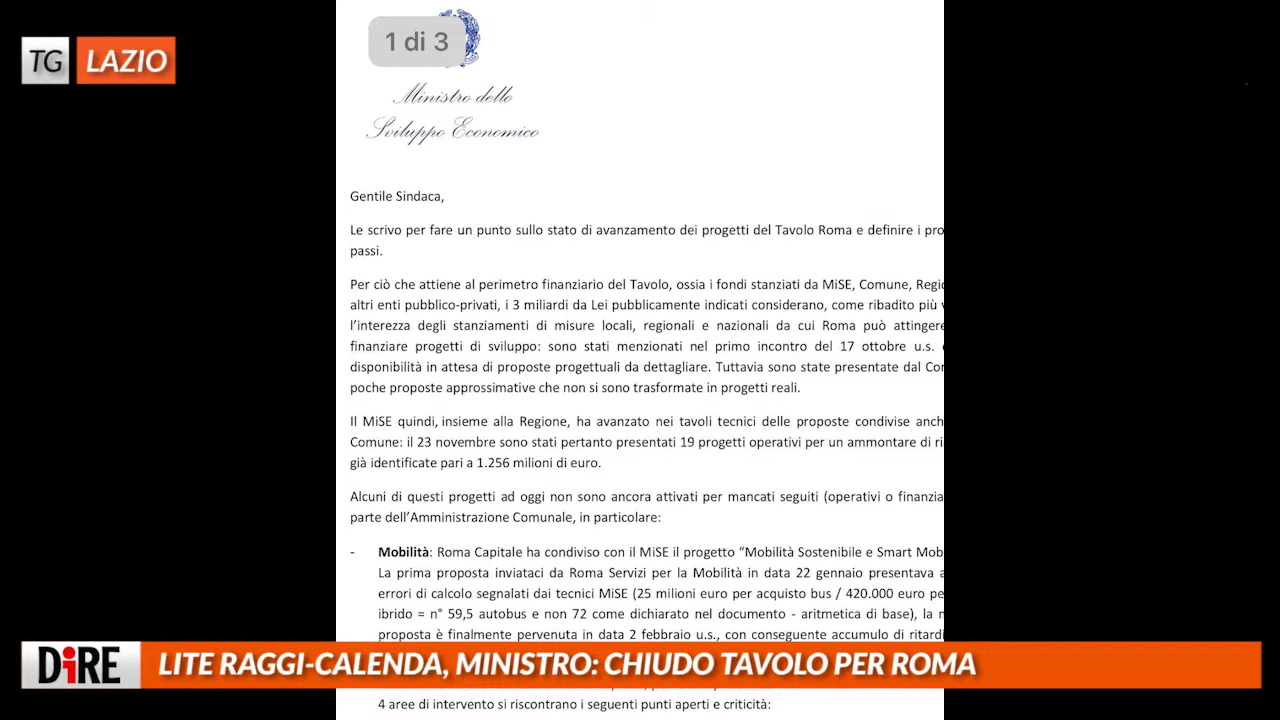 TG LAZIO
1 di 3
Ministro dello
Sviluppo Economico
Gentile Sindaca,
Le scrivo per fare un punto sullo stato di avanzamento dei progetti del Tavolo Roma e definire i pro
passi.
Per ciò che attiene al perimetro finanziario del Tavolo, ossia i fondi stanziati da MiSE, Comune, Regio
altri enti pubblico-privati, i 3 miliardi da Lei pubblicamente indicati considerano, come ribadito più v
l'interezza degli stanziamenti di misure locali, regionali e nazionali da cui Roma può attingere
finanziare progetti di sviluppo: sono stati menzionati nel primo incontro del 17 ottobre u.s.
disponibilità in attesa di proposte progettuali da dettagliare. Tuttavia sono state presentate dal Com
poche proposte approssimative che non si sono trasformate in progetti reali.
Il MiSE quindi, insieme alla Regione, ha avanzato nei tavoli tecnici delle proposte condivise anch
Comune: il 23 novembre sono stati pertanto presentati 19 progetti operativi per un ammontare di ri
già identificate pari a 1.256 milioni di euro.
Alcuni di questi progetti ad oggi non sono ancora attivati per mancati seguiti (operativi o finanzia
parte dell'Amministrazione Comunale, in particolare:
- Mobilità: Roma Capitale ha condiviso con il MiSE il progetto "Mobilità Sostenibile e Smart Mob
La prima proposta inviataci da Roma Servizi per la Mobilità in data 22 gennaio presentava a
errori di calcolo segnalati dai tecnici MiSE (25 milioni euro per acquisto bus / 420.000 euro pe
ibrido = n° 59,5 autobus e non 72 come dichiarato nel documento - aritmetica di base), la n
proposta è finalmente pervenuta in data 2 febbraio u.s., con conseguente accumulo di ritardi
DiRE LITE RAGGI-CALENDA, MINISTRO: CHIUDO TAVOLO PER ROMA
4 aree di intervento si riscontrano i seguenti punti aperti e criticità: